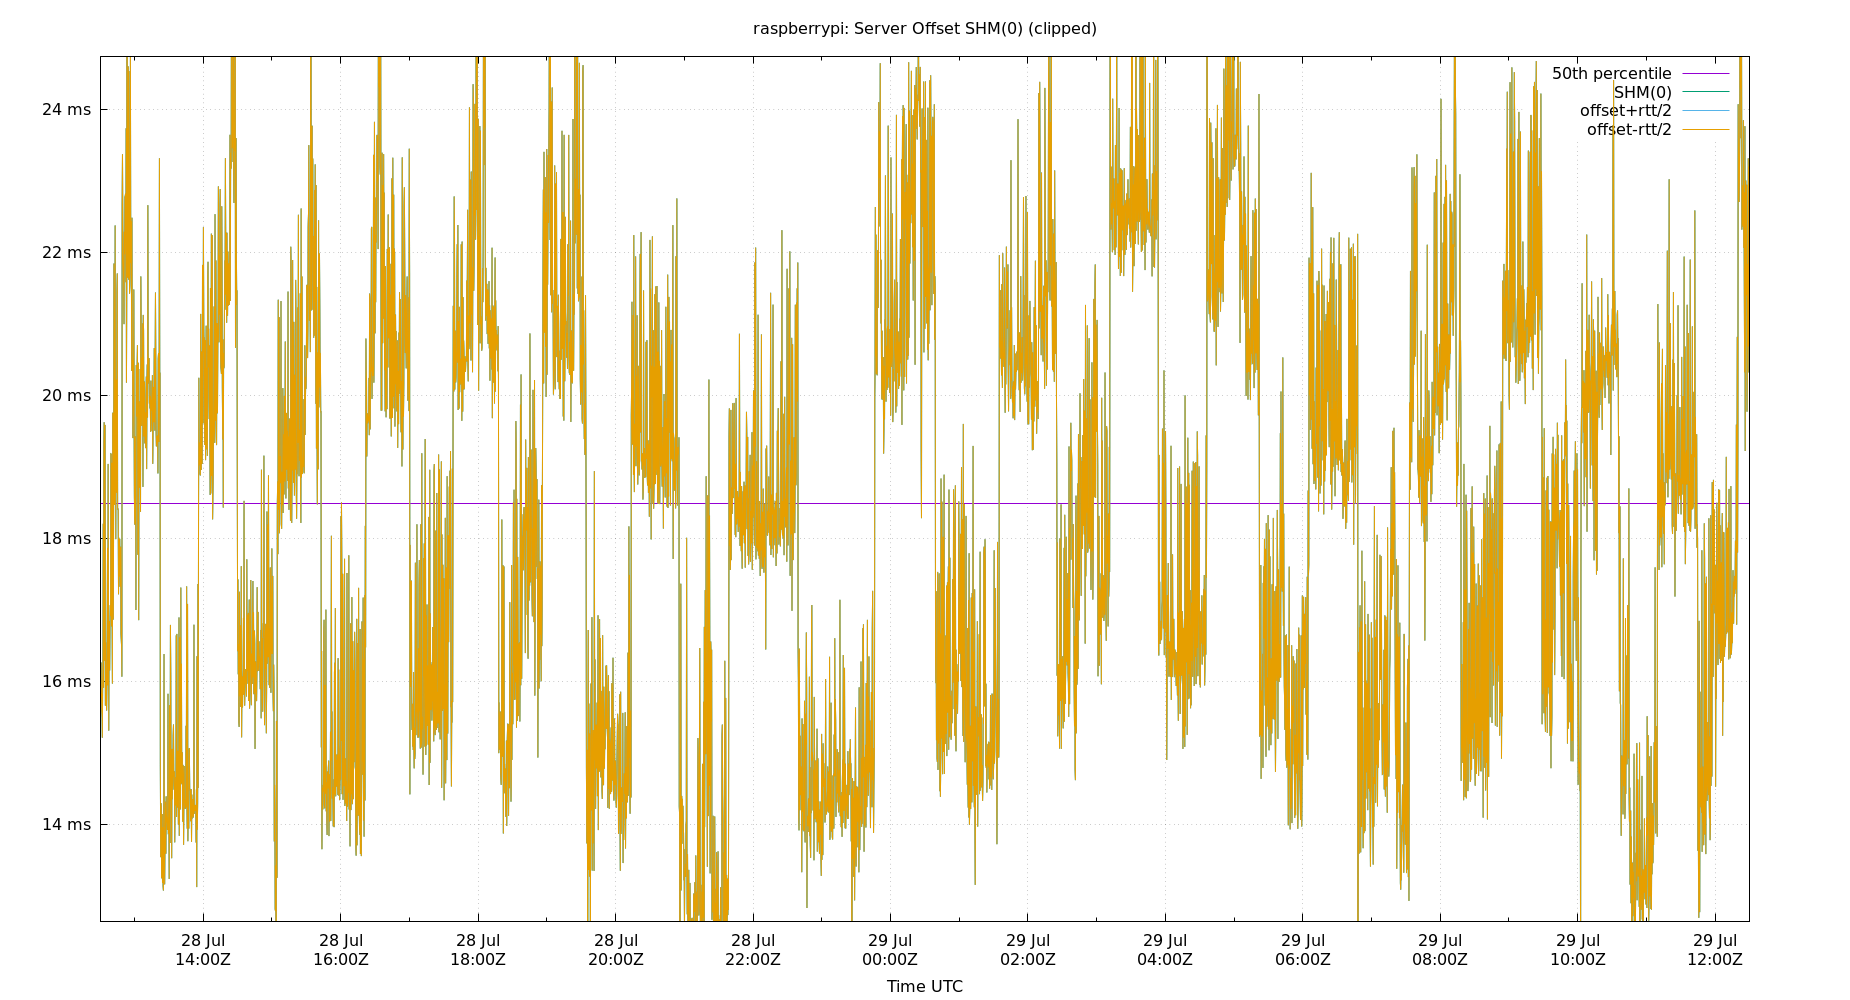 raspberrypi: Server Offset SHM(0) (clipped)
50th percentile
SHM(0)
offset+rtt/2
offset-rtt/2
24 ms
22 ms
20 ms
18 ms
16 ms
14 ms
28 Jul 28 Jul 28 Jul 28 Jul 28 Jul 29 Jul 29 Jul 29 Jul 29 Jul 29 Jul 29 Jul 29 Jul
14:00Z 16:00Z 18:00Z 20:00Z 22:00Z 00:00Z 02:00Z 04:00Z 06:00Z 08:00Z 10:00Z 12:00Z
Time UTC